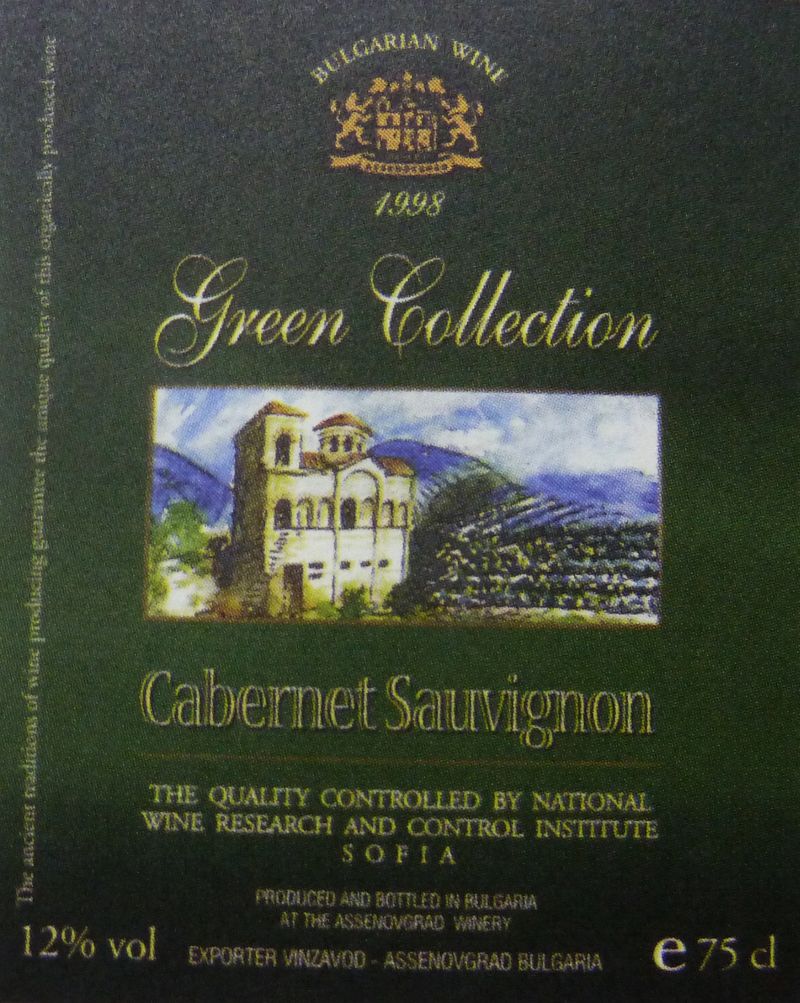 BULGARIAN WINE
1998
Green Collection
Cabernet Sauvignon
THE QUALITY CONTROLLED BY NATIONAL
WINE RESEARCH AND CONTROL INSTITUTE
SOFIA
PRODUCED AND BOTTLED IN BULGARIA
AT THE ASSENOVGRAD WINERY
12% vol
EXPORTER VINZAVOD - ASSENOVGRAD BULGARIA
e 75 cl
The ancient traditions of wine producing guarantee the unique quality of this organically produced wine